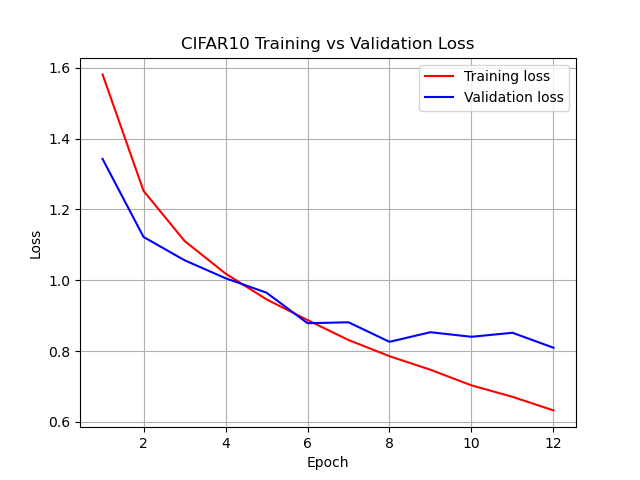 CIFAR10 Training vs Validation Loss
1.6
1.4
1.2
1.0
0.8
0.6
Loss
Training loss
Validation loss
2 4 6 8 10 12
Epoch